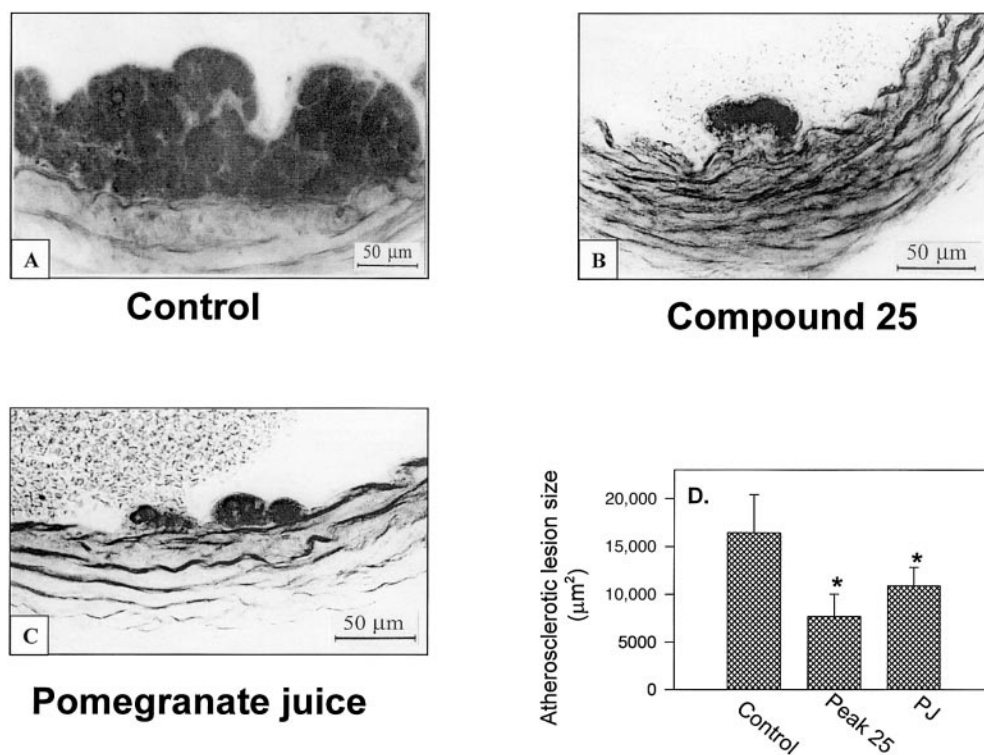 A
50 μm
Control
B
50 μm
Compound 25
C
50 μm
Pomegranate juice
D.
Atherosclerotic lesion size
(μm²)
20,000
15,000
10,000
5000
0
*
*
Control
Peak 25
PJ